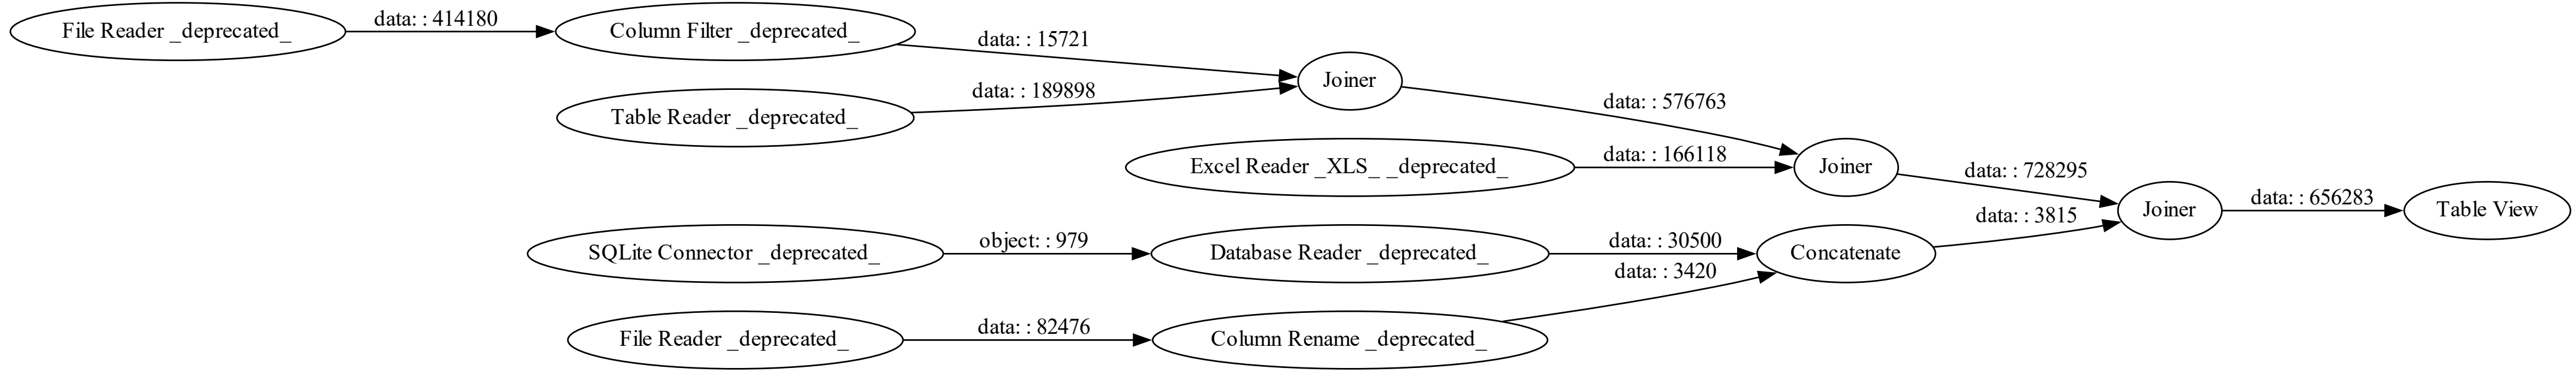 File Reader _deprecated_
data: : 414180
Column Filter _deprecated_
data: : 15721
Table Reader _deprecated_
data: : 189898
Joiner
data: : 576763
Excel Reader _XLS_ _deprecated_
data: : 166118
Joiner
data: : 728295
SQLite Connector _deprecated_
object: : 979
Database Reader _deprecated_
data: : 30500
File Reader _deprecated_
data: : 82476
Column Rename _deprecated_
data: : 3420
Concatenate
data: : 3815
Joiner
data: : 656283
Table View